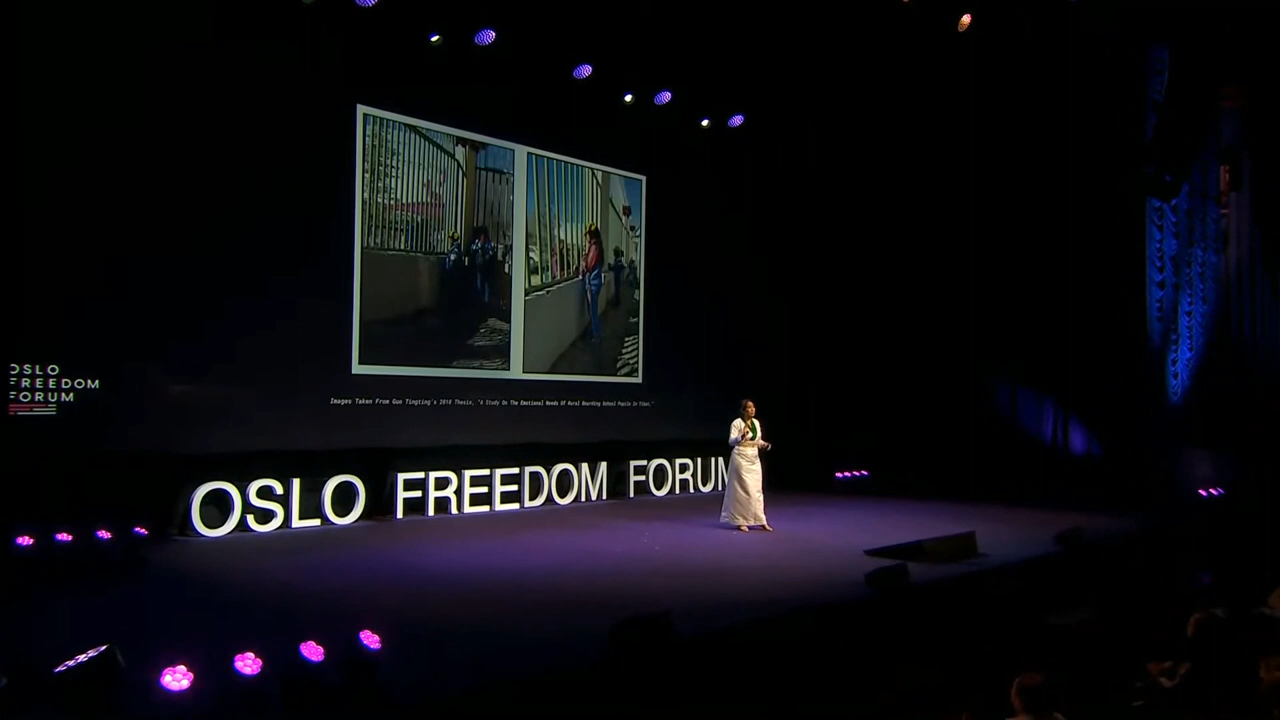 OSLO
FREEDOM
FORUM
Images Taken From Guo Tingting's 2018 Thesis, "A Study On The Emotional Needs Of Rural Boarding School Pupils In Tibet."
OSLO FREEDOM FORUM